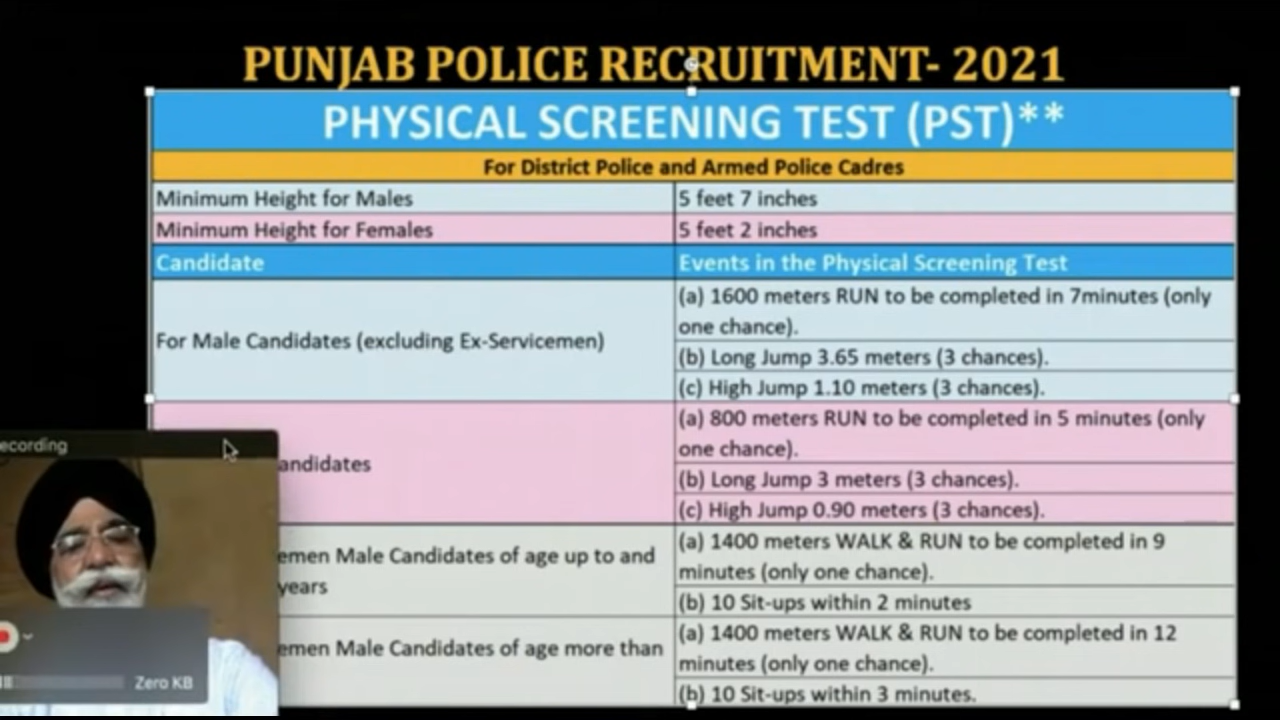 PUNJAB POLICE RECRUITMENT- 2021
PHYSICAL SCREENING TEST (PST)**
For District Police and Armed Police Cadres
Minimum Height for Males
5 feet 7 inches
Minimum Height for Females
5 feet 2 inches
Candidate
Events in the Physical Screening Test
For Male Candidates (excluding Ex-Servicemen)
(a) 1600 meters RUN to be completed in 7minutes (only
one chance).
(b) Long Jump 3.65 meters (3 chances).
(c) High Jump 1.10 meters (3 chances).
andidates
(a) 800 meters RUN to be completed in 5 minutes (only
one chance).
(b) Long Jump 3 meters (3 chances).
(c) High Jump 0.90 meters (3 chances).
emen Male Candidates of age up to and
years
(a) 1400 meters WALK & RUN to be completed in 9
minutes (only one chance).
(b) 10 Sit-ups within 2 minutes
emen Male Candidates of age more than
(a) 1400 meters WALK & RUN to be completed in 12
minutes (only one chance).
(b) 10 Sit-ups within 3 minutes.
ecording
Zero KB